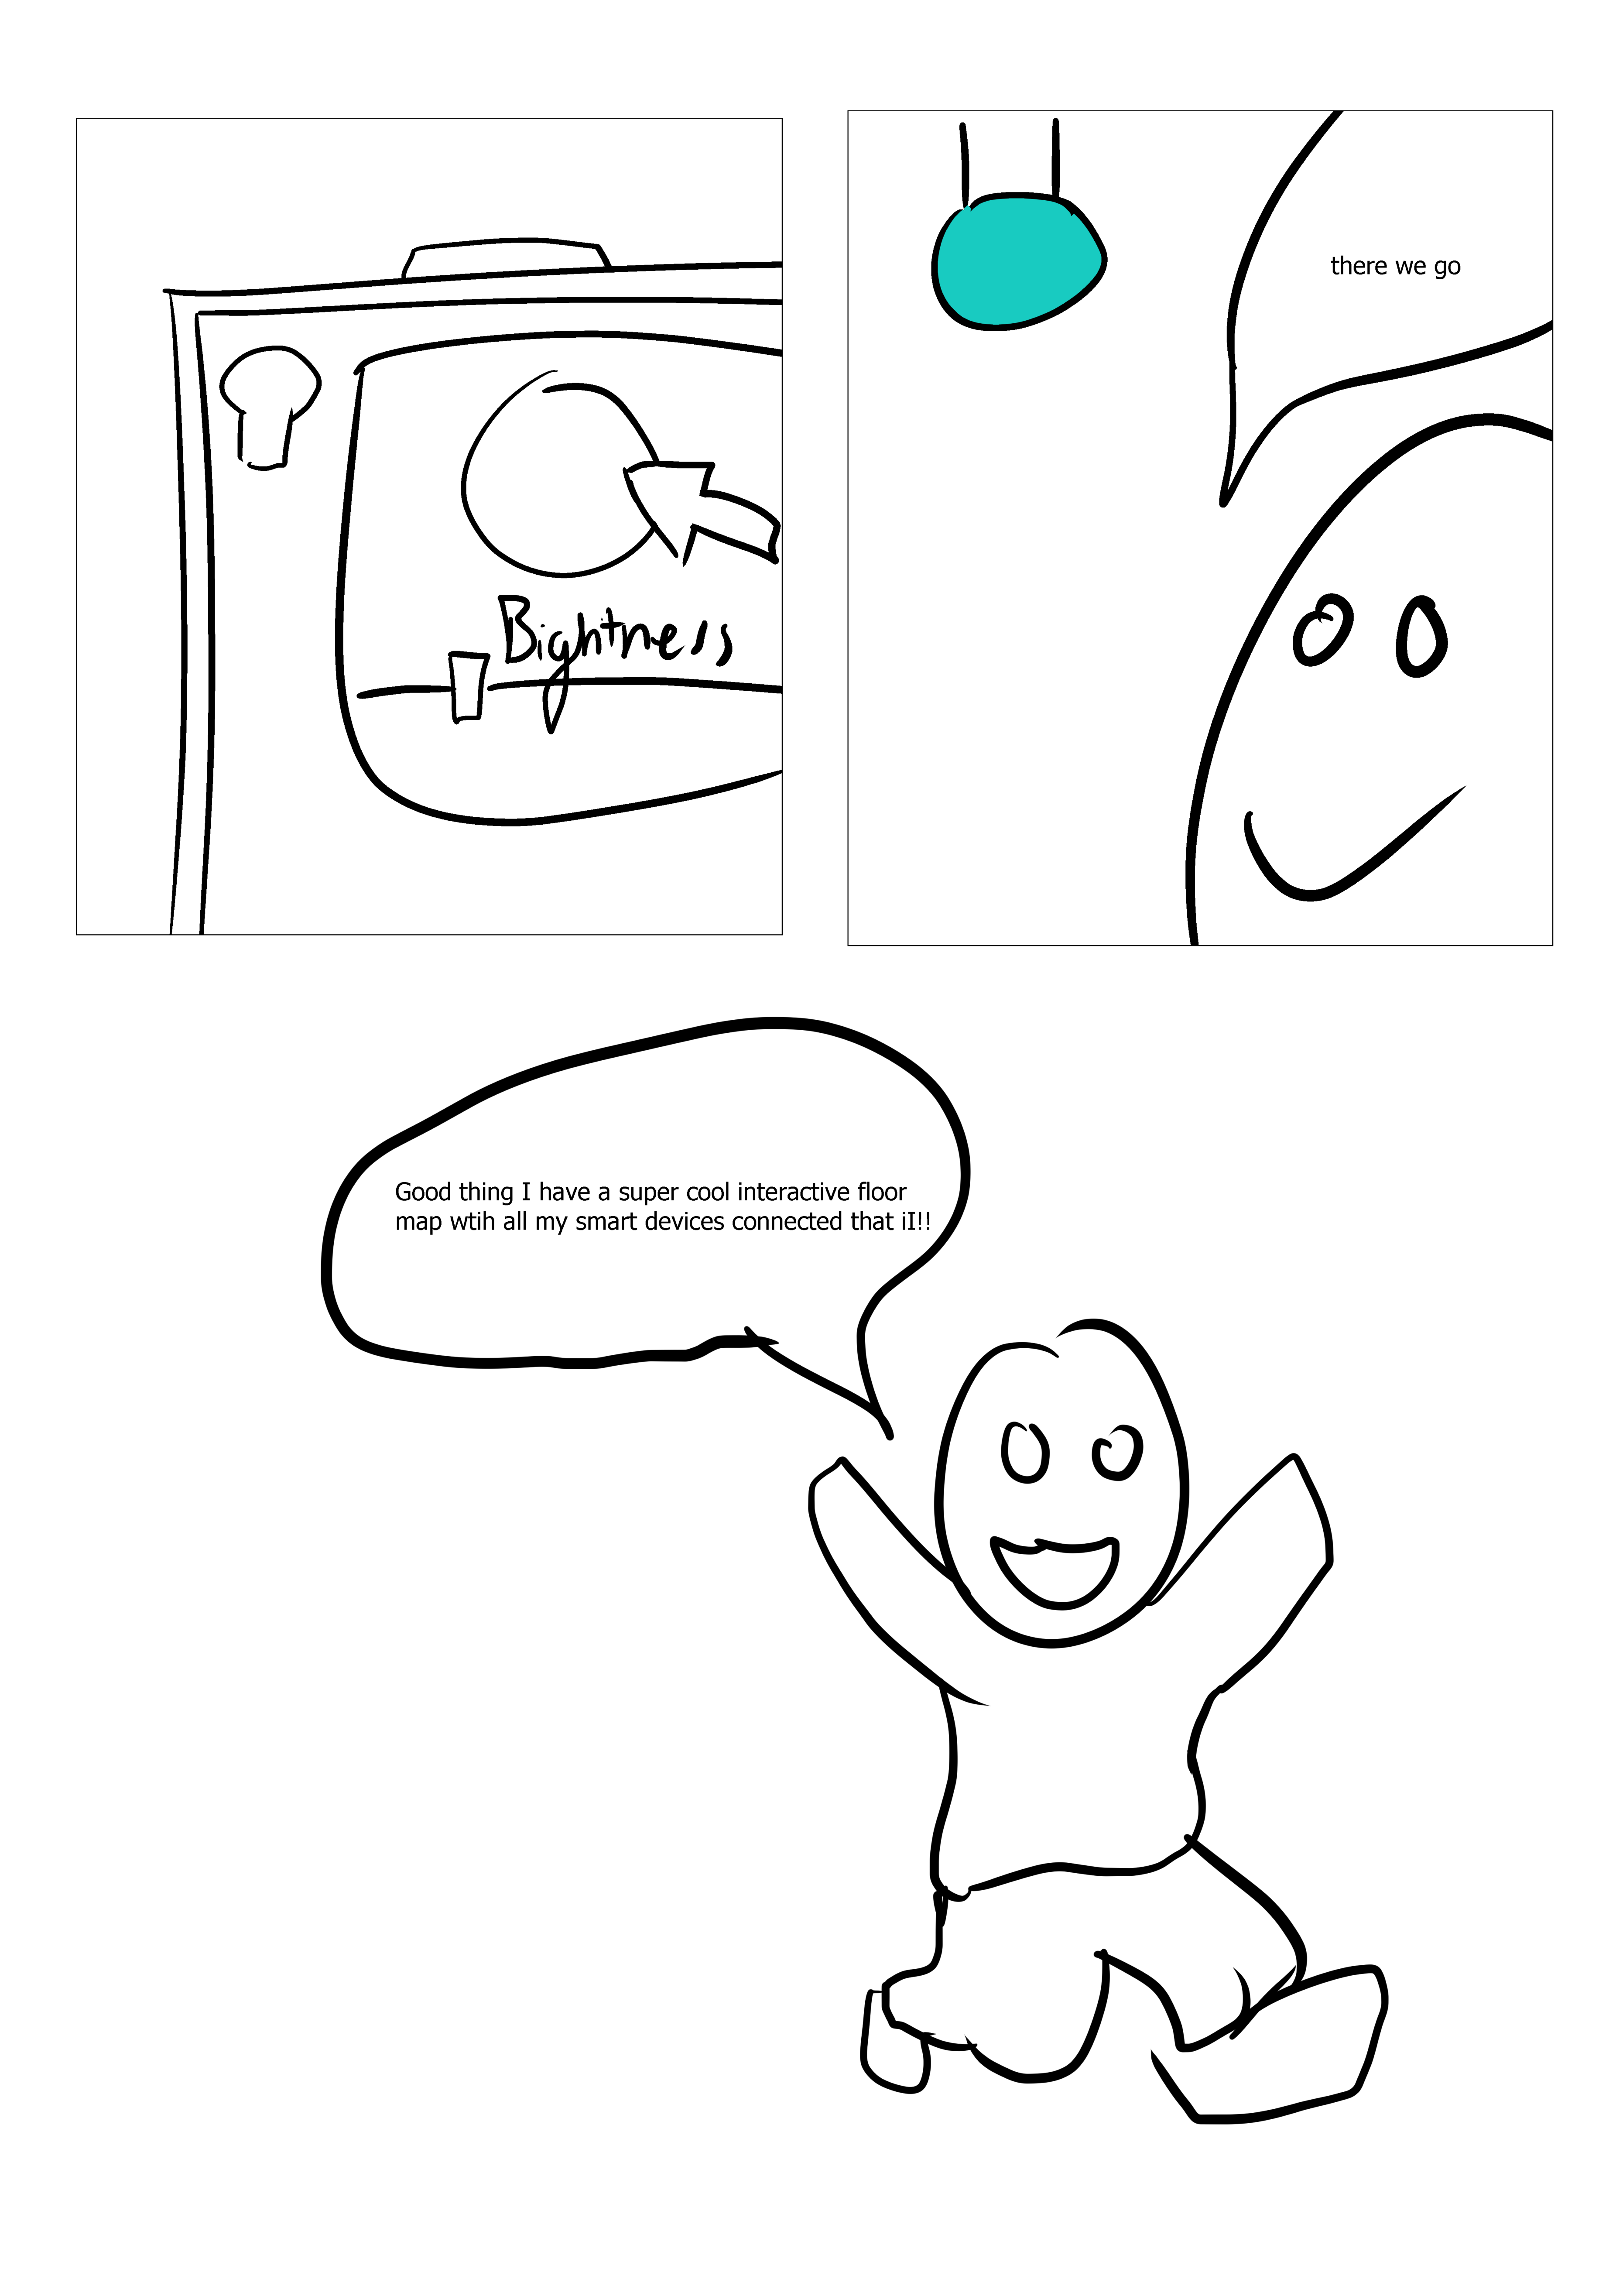 Bightness
there we go
Good thing I have a super cool interactive floor
map wtih all my smart devices connected that iI!!